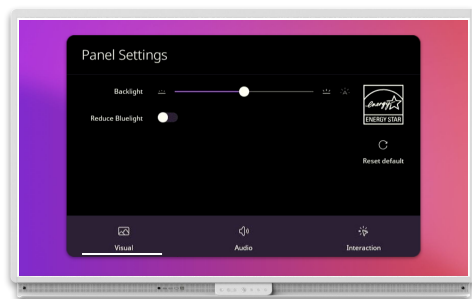 Panel Settings
Backlight
Reduce Bluelight
energy
ENERGY STAR
Reset default
Visual
Audio
Interaction